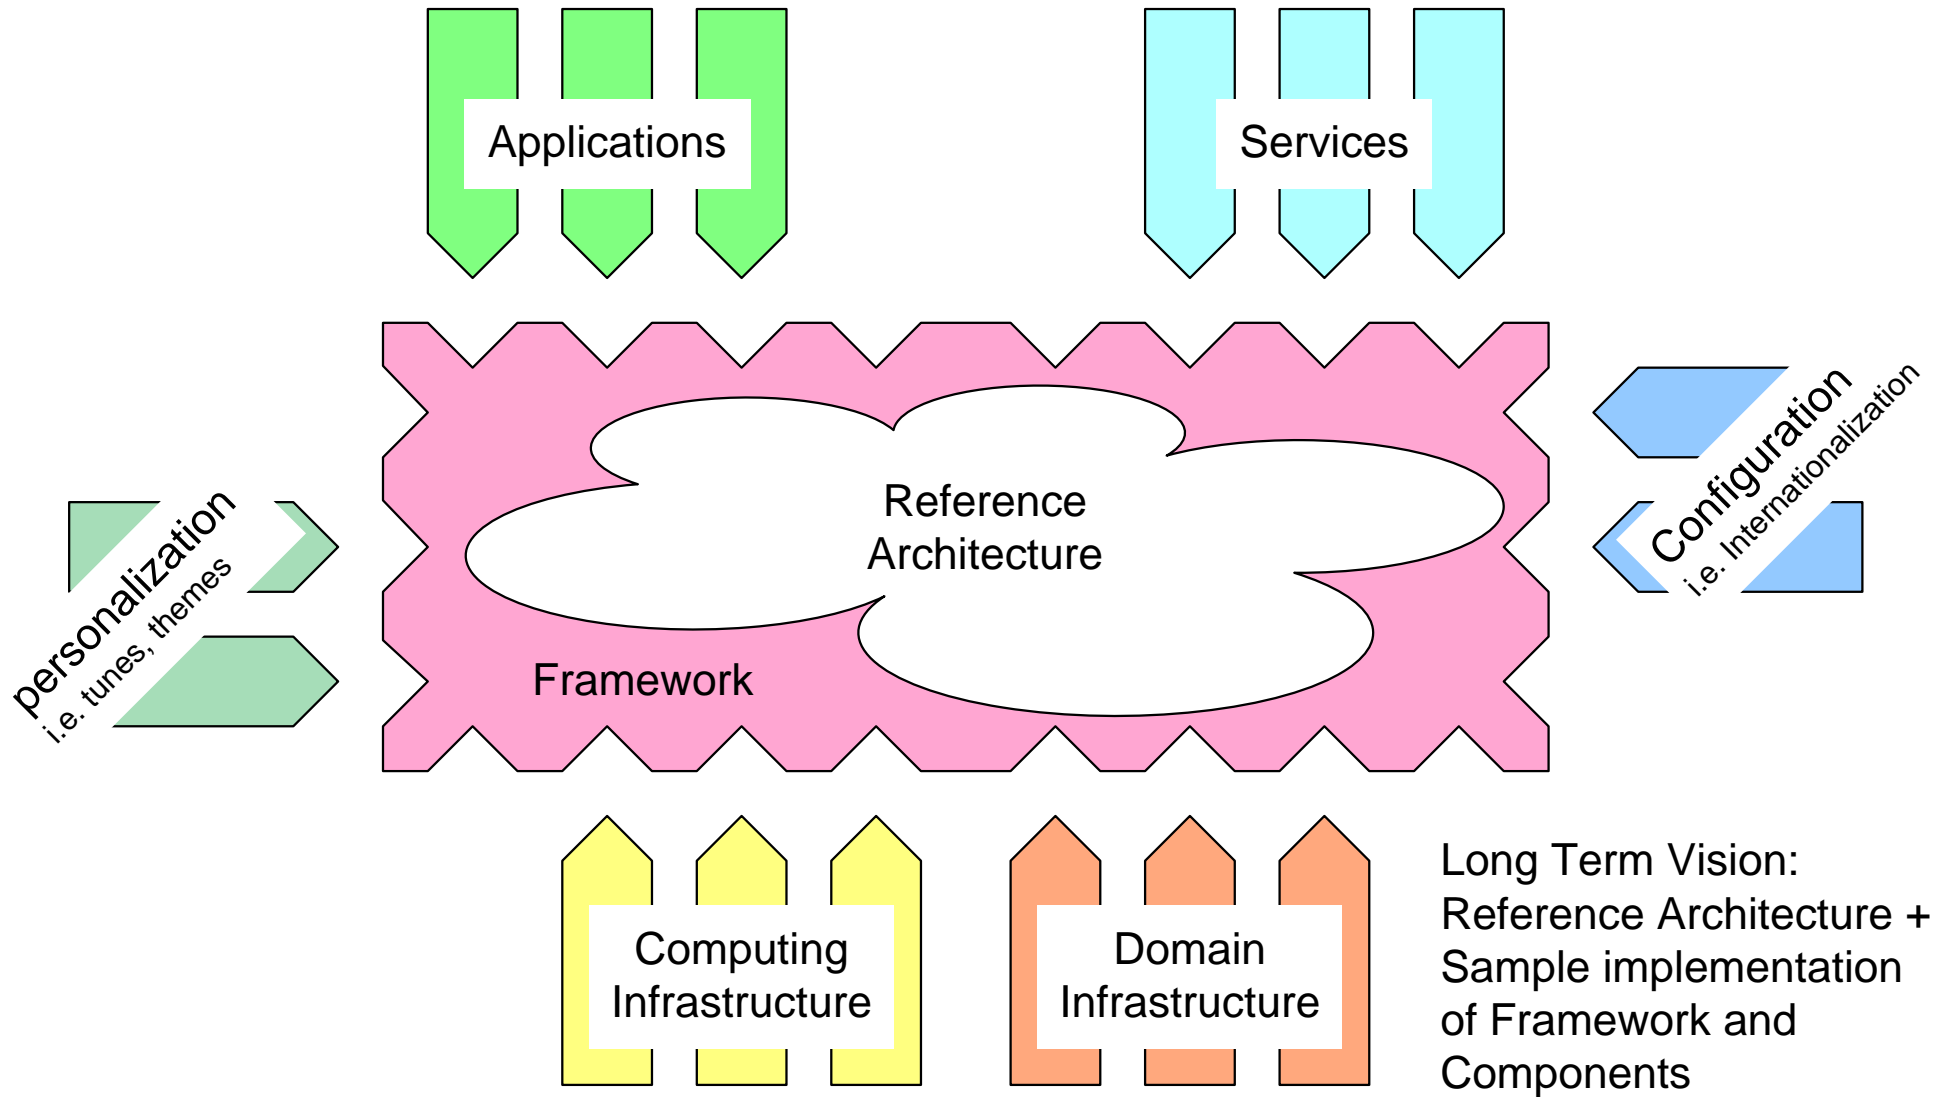 Applications
Services
Configuration
i.e. Internationalization
personalization
i.e. tunes, themes
Reference
Architecture
Framework
Computing
Infrastructure
Domain
Infrastructure
Long Term Vision:
Reference Architecture +
Sample implementation
of Framework and
Components